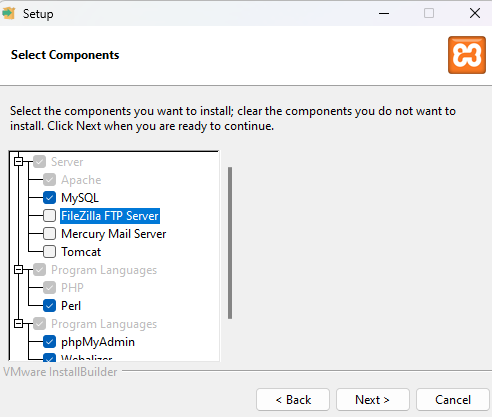 Setup
Select Components
Select the components you want to install; clear the components you do not want to
install. Click Next when you are ready to continue.
Server
Apache
MySQL
FileZilla FTP Server
Mercury Mail Server
Tomcat
Program Languages
PHP
Perl
Program Languages
phpMyAdmin
Webalizer
VMware InstallBuilder
< Back
Next >
Cancel